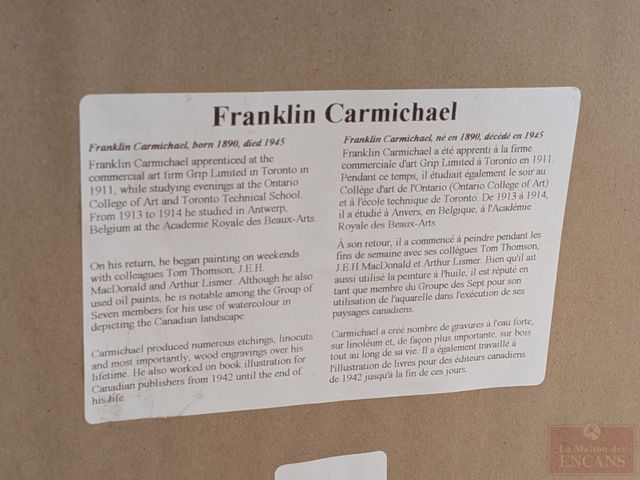 Franklin Carmichael
Franklin Carmichael, born 1890, died 1945
Franklin Carmichael apprenticed at the
commercial art firm Grip Limited in Toronto in
1911, while studying evenings at the Ontario
College of Art and Toronto Technical School.
From 1913 to 1914 he studied in Antwerp,
Belgium at the Academie Royale des Beaux-Arts.
On his return, he began painting on weekends
with colleagues Tom Thomson, J.E.H.
MacDonald and Arthur Lismer. Although he also
used oil paints, he is notable among the Group of
Seven members for his use of watercolour in
depicting the Canadian landscape.
Carmichael produced numerous etchings, linocuts
and most importantly, wood engravings over his
lifetime. He also worked on book illustration for
Canadian publishers from 1942 until the end of
his life.
Franklin Carmichael, né en 1890, décédé en 1945
Franklin Carmichael a été apprenti à la firme
commerciale d'art Grip Limited à Toronto en 1911.
Pendant ce temps, il étudiait également le soir au
Collège d'art de l'Ontario (Ontario College of Art)
et à l'école technique de Toronto. De 1913 à 1914,
il a étudié à Anvers, en Belgique, à l'Académie
Royale des Beaux-Arts.
À son retour, il a commencé à peindre pendant les
fins de semaine avec ses collègues Tom Thomson,
J.E.H MacDonald et Arthur Lismer. Bien qu'il ait
aussi utilisé la peinture à l'huile, il est réputé en
tant que membre du Groupe des Sept pour son
utilisation de l'aquarelle dans l'exécution de ses
paysages canadiens.
Carmichael a créé nombre de gravures à l'eau forte,
sur linoléum et, de façon plus importante, sur bois
tout au long de sa vie. Il a également travaillé à
l'illustration de livres pour des éditeurs canadiens
de 1942 jusqu'à la fin de ces jours.
La Maison des
ENCANS